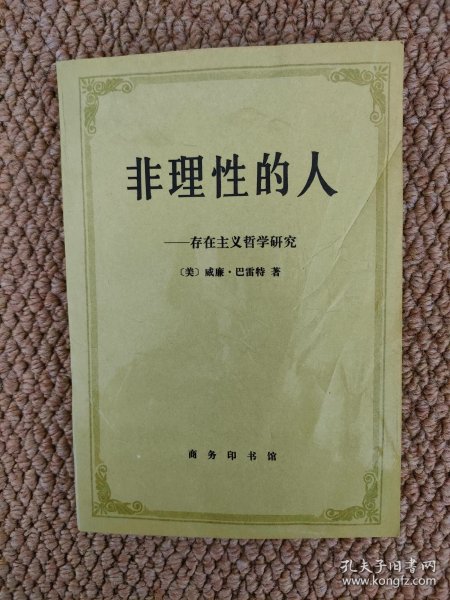 非理性的人
——存在主义哲学研究
〔美〕威廉·巴雷特 著
商务印书馆
孔夫子旧书网
www.kongfz.com